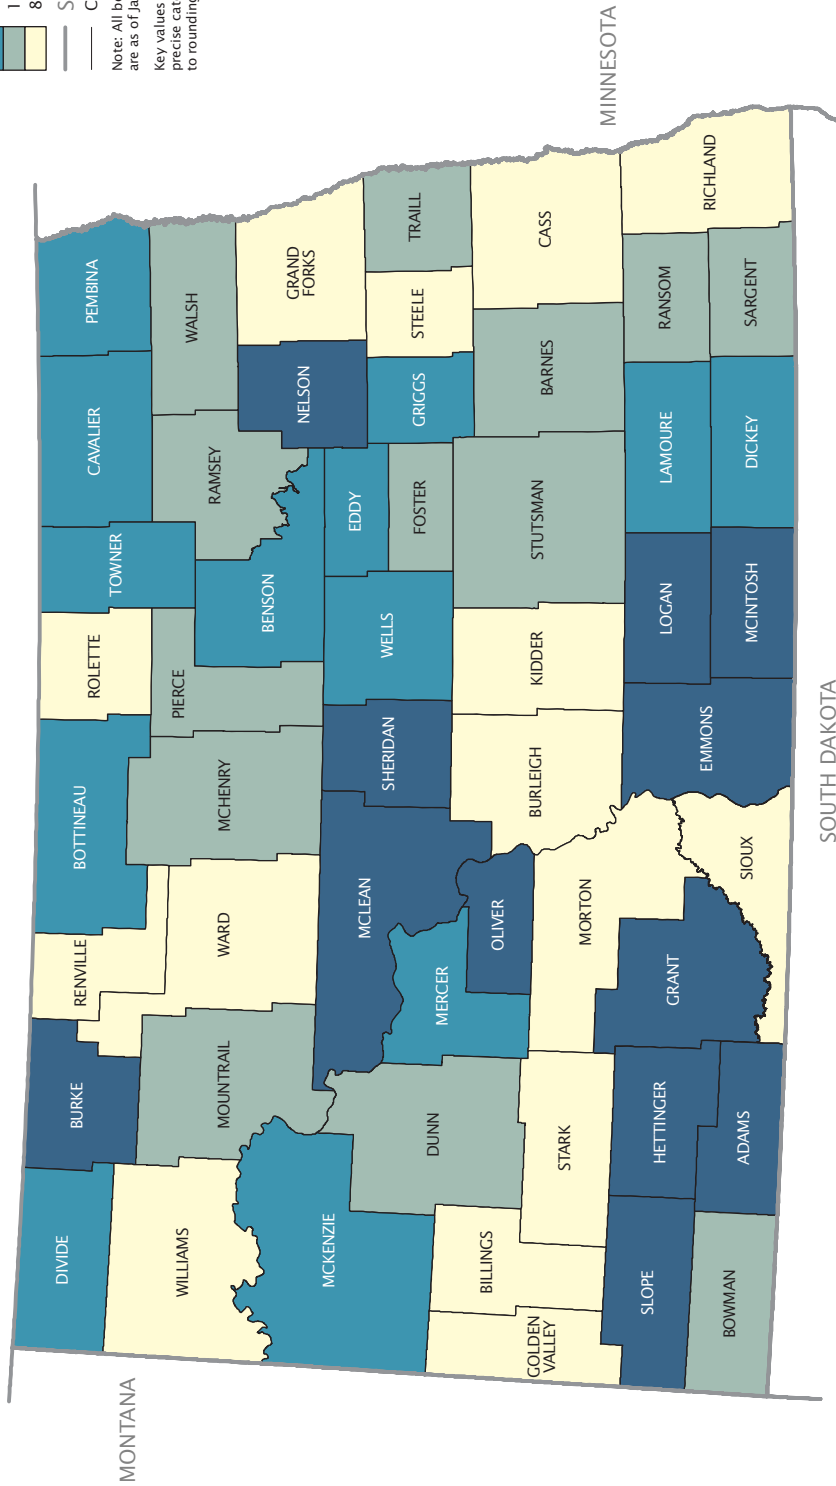 DIVIDE
BURKE
RENVILLE
BOTTINEAU
ROLETTE
TOWNER
CAVALIER
PEMBINA
WILLIAMS
MOUNTRAIL
WARD
MCHENRY
PIERCE
BENSON
RAMSEY
WALSH
NELSON
GRAND
FORKS
MCKENZIE
DUNN
MERCER
MCLEAN
SHERIDAN
WELLS
EDDY
FOSTER
GRIGGS
STEELE
TRAILL
GOLDEN
VALLEY
BILLINGS
STARK
MORTON
OLIVER
BURLEIGH
KIDDER
STUTSMAN
BARNES
CASS
SLOPE
HETTINGER
GRANT
SIOUX
EMMONS
LOGAN
LAMOURE
RANSOM
RICHLAND
BOWMAN
ADAMS
MCINTOSH
DICKEY
SARGENT
MONTANA
MINNESOTA
SOUTH DAKOTA
1
8
S
C
Note: All
are as of
Key values
precise
to rounding